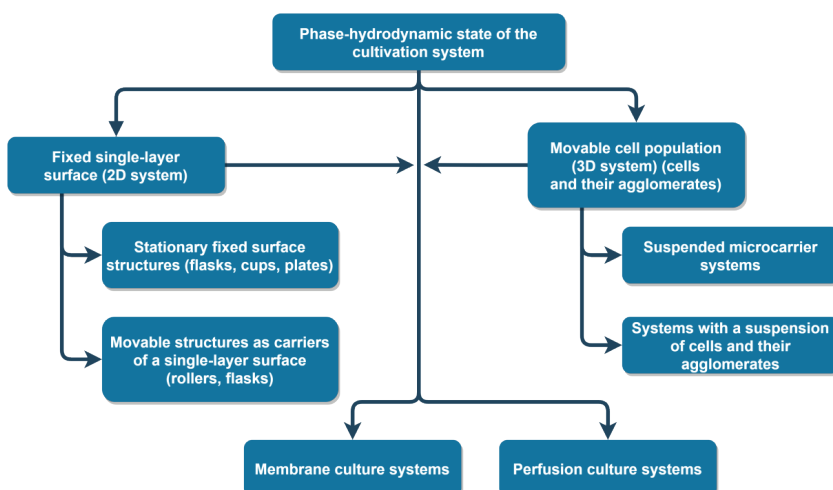 Phase-hydrodynamic state of the
cultivation system
Fixed single-layer
surface (2D system)
Movable cell population
(3D system) (cells
and their agglomerates)
Stationary fixed surface
structures (flasks, cups, plates)
Suspended microcarrier
systems
Movable structures as carriers
of a single-layer surface
(rollers, flasks)
Systems with a suspension
of cells and their
agglomerates
Membrane culture systems
Perfusion culture systems